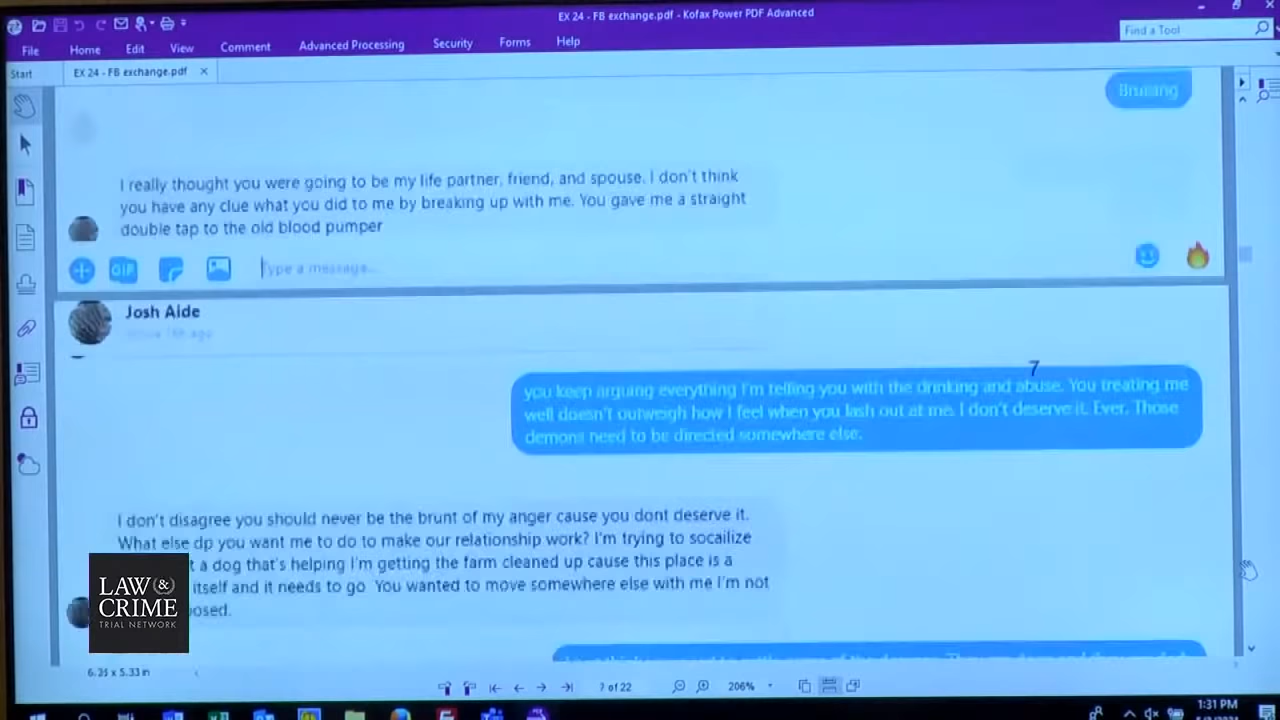 EX 24 - FB exchange.pdf - Kofax Power PDF Advanced
Find a Tool
File Home Edit View Comment Advanced Processing Security Forms Help
Start EX 24 - FB exchange.pdf ×
Bruising
I really thought you were going to be my life partner, friend, and spouse. I don't think
you have any clue what you did to me by breaking up with me. You gave me a straight
double tap to the old blood pumper
GIF Type a message...
Josh Aide
7
you keep arguing everything I'm telling you with the drinking and abuse. You treating me
well doesn't outweigh how I feel when you lash out at me. I don't deserve it. Ever. Those
demons need to be directed somewhere else.
I don't disagree you should never be the brunt of my anger cause you dont deserve it.
What else dp you want me to do to make our relationship work? I'm trying to socailize
t a dog that's helping I'm getting the farm cleaned up cause this place is a
itself and it needs to go You wanted to move somewhere else with me I'm not
osed.
LAW &
CRIME
TRIAL NETWORK
6.25 x 5.33 in
7 of 22
206%
1:31 PM